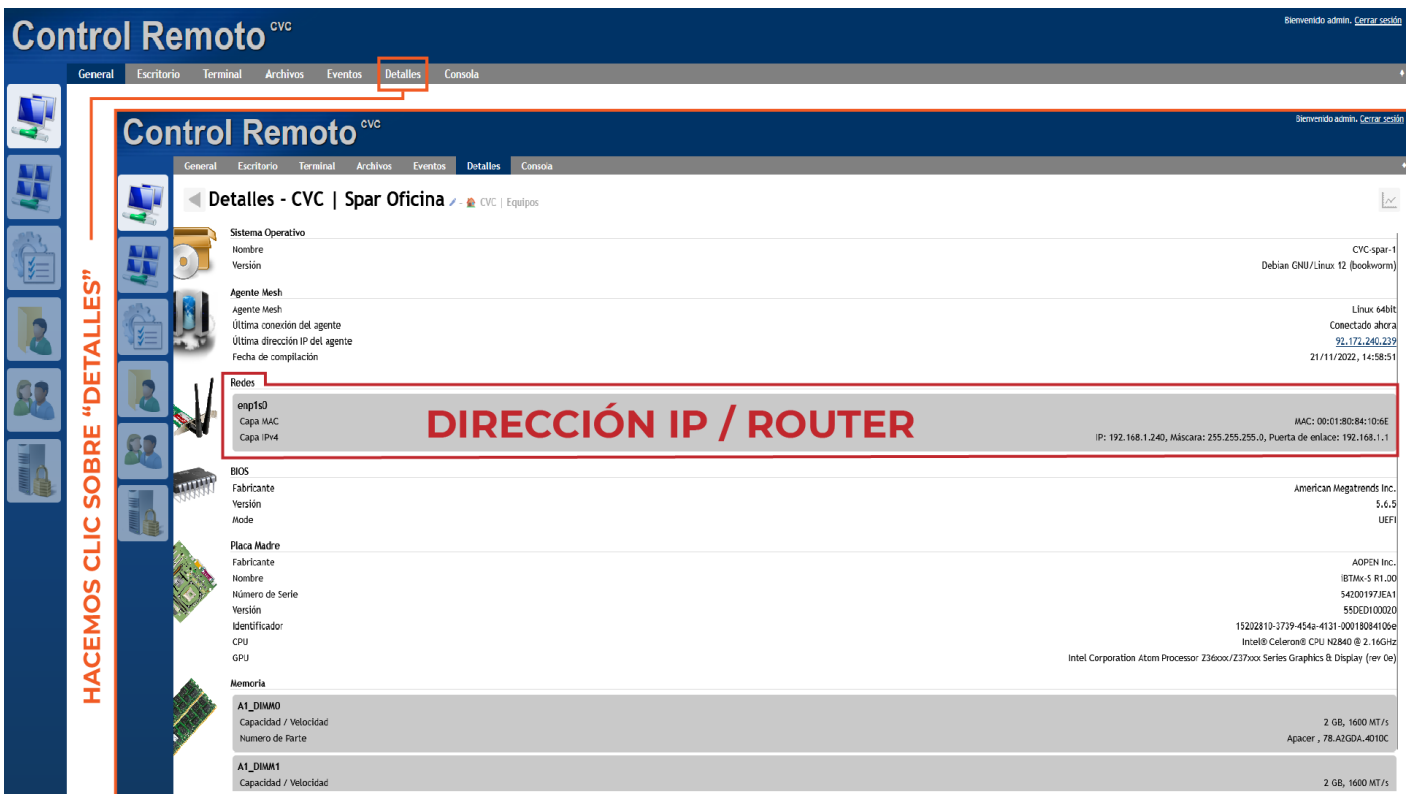 Control Remoto CVC
Bienvenido admin. Cerrar sesión
General Escritorio Terminal Archivos Eventos Detalles Consola
HACEMOS CLIC SOBRE “DETALLES”
Control Remoto CVC
Bienvenido admin. Cerrar sesión
General Escritorio Terminal Archivos Eventos Detalles Consola
Detalles - CVC | Spar Oficina - CVC | Equipos
Sistema Operativo
Nombre CVC-spar-1
Versión Debian GNU/Linux 12 (bookworm)
Agente Mesh
Agente Mesh Linux 64bit
Última conexión del agente Conectado ahora
Última dirección IP del agente 92.172.240.239
Fecha de compilación 21/11/2022, 14:58:51
Redes
enp1s0
DIRECCIÓN IP / ROUTER
Capa MAC MAC: 00:01:80:84:10:6E
Capa IPv4 IP: 192.168.1.240, Máscara: 255.255.255.0, Puerta de enlace: 192.168.1.1
BIOS
Fabricante American Megatrends Inc.
Versión 5.6.5
Mode UEFI
Placa Madre
Fabricante AOPEN Inc.
Nombre iBTMx-S R1.00
Número de Serie 54200197JEA1
Versión 55DED100020
Identificador 15202810-3739-454a-4131-00018084106e
CPU Intel® Celeron® CPU N2840 @ 2.16GHz
GPU Intel Corporation Atom Processor Z36xxx/Z37xxx Series Graphics & Display (rev 0e)
Memoria
A1_DIMM0
Capacidad / Velocidad 2 GB, 1600 MT/s
Numero de Parte Apacer , 78.A2GDA.4010C
A1_DIMM1
Capacidad / Velocidad 2 GB, 1600 MT/s